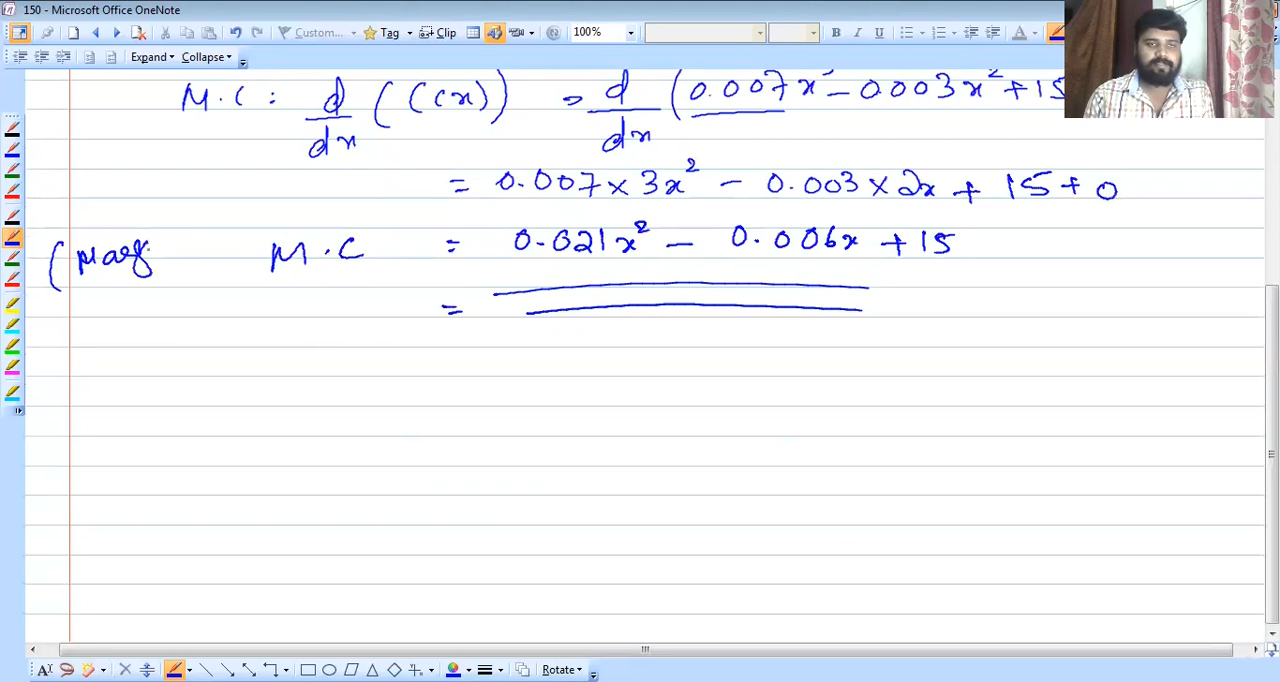 150 - Microsoft Office OneNote
Custom... Tag Clip 100% B I U A
Expand Collapse
M.C : d/dx (C(x)) => d/dx (0.007x - 0.003x² + 15
= 0.007 × 3x² - 0.003 × 2x + 15 + 0
(Marg M.C = 0.021x² - 0.006x + 15
=
Rotate